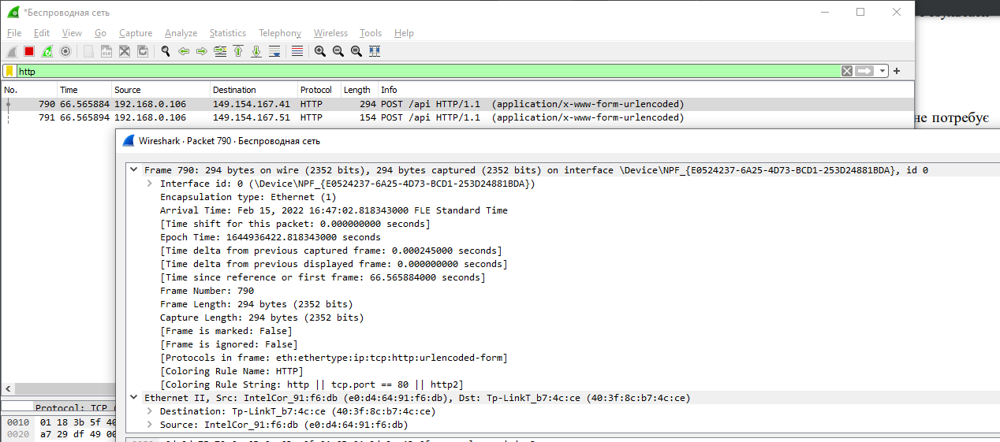 *Беспроводная сеть
File Edit View Go Capture Analyze Statistics Telephony Wireless Tools Help
http
No. Time Source Destination Protocol Length Info
790 66.565884 192.168.0.106 149.154.167.41 HTTP 294 POST /api HTTP/1.1 (application/x-www-form-urlencoded)
791 66.565894 192.168.0.106 149.154.167.51 HTTP 154 POST /api HTTP/1.1 (application/x-www-form-urlencoded)
не потребує
Wireshark · Packet 790 · Беспроводная сеть
Frame 790: 294 bytes on wire (2352 bits), 294 bytes captured (2352 bits) on interface \Device\NPF_{E0524237-6A25-4D73-BCD1-253D24881BDA}, id 0
Interface id: 0 (\Device\NPF_{E0524237-6A25-4D73-BCD1-253D24881BDA})
Encapsulation type: Ethernet (1)
Arrival Time: Feb 15, 2022 16:47:02.818343000 FLE Standard Time
[Time shift for this packet: 0.000000000 seconds]
Epoch Time: 1644936422.818343000 seconds
[Time delta from previous captured frame: 0.000245000 seconds]
[Time delta from previous displayed frame: 0.000000000 seconds]
[Time since reference or first frame: 66.565884000 seconds]
Frame Number: 790
Frame Length: 294 bytes (2352 bits)
Capture Length: 294 bytes (2352 bits)
[Frame is marked: False]
[Frame is ignored: False]
[Protocols in frame: eth:ethertype:ip:tcp:http:urlencoded-form]
[Coloring Rule Name: HTTP]
[Coloring Rule String: http || tcp.port == 80 || http2]
Ethernet II, Src: IntelCor_91:f6:db (e0:d4:64:91:f6:db), Dst: Tp-LinkT_b7:4c:ce (40:3f:8c:b7:4c:ce)
Destination: Tp-LinkT_b7:4c:ce (40:3f:8c:b7:4c:ce)
Source: IntelCor_91:f6:db (e0:d4:64:91:f6:db)
Protocol: TCP (
0010 01 18 3b 5f 40
0020 a7 29 df 49 00